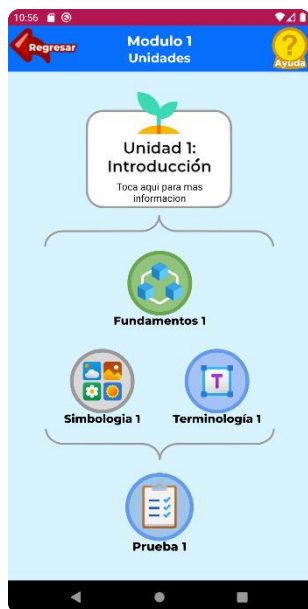 10:56
Regresar
Modulo 1
Unidades
?
Ayuda
Unidad 1:
Introducción
Toca aqui para mas
informacion
Fundamentos 1
Simbologia 1
T
Terminología 1
Prueba 1